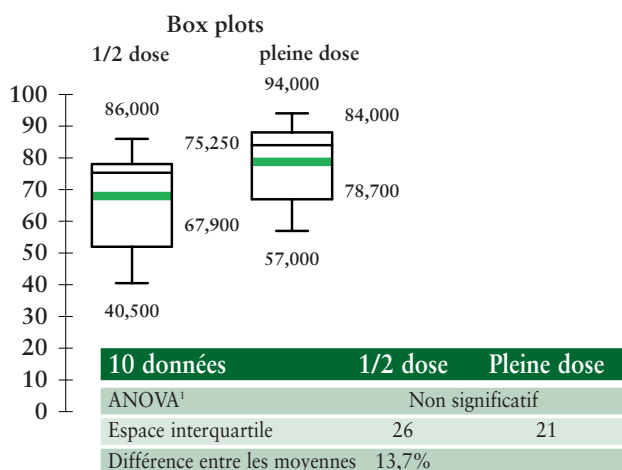 Box plots
1/2 dose pleine dose
94,000
100 86,000 84,000
90
80 75,250
70 78,700
60 67,900
50 57,000
40
30 40,500
20
10 données 1/2 dose Pleine dose
10
ANOVA¹ Non significatif
0
Espace interquartile 26 21
Différence entre les moyennes 13,7%